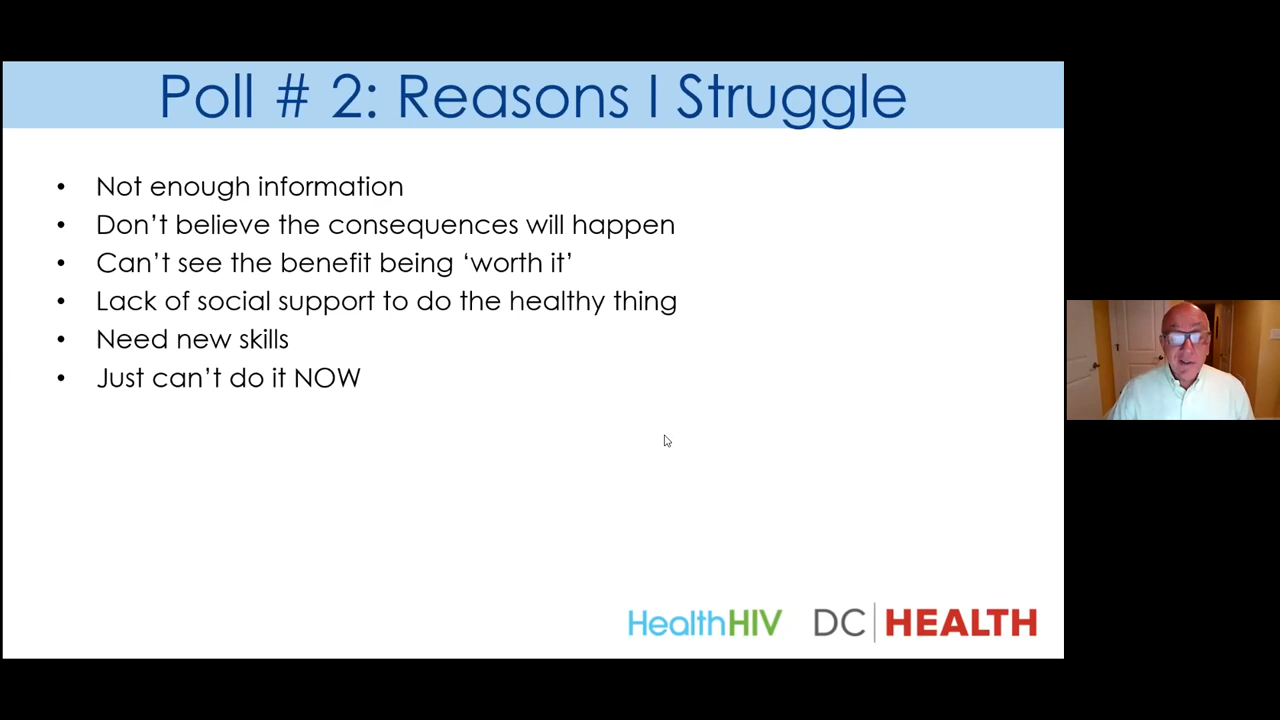 Poll # 2: Reasons I Struggle
• Not enough information
• Don’t believe the consequences will happen
• Can’t see the benefit being ‘worth it’
• Lack of social support to do the healthy thing
• Need new skills
• Just can’t do it NOW
HealthHIV DC | HEALTH